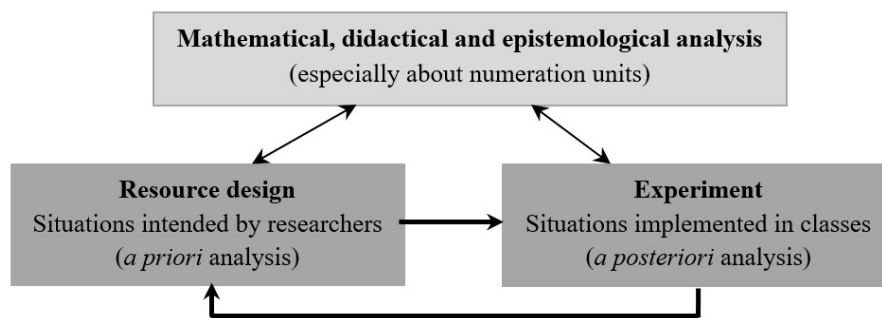 Mathematical, didactical and epistemological analysis
(especially about numeration units)
Resource design
Situations intended by researchers
(a priori analysis)
Experiment
Situations implemented in classes
(a posteriori analysis)